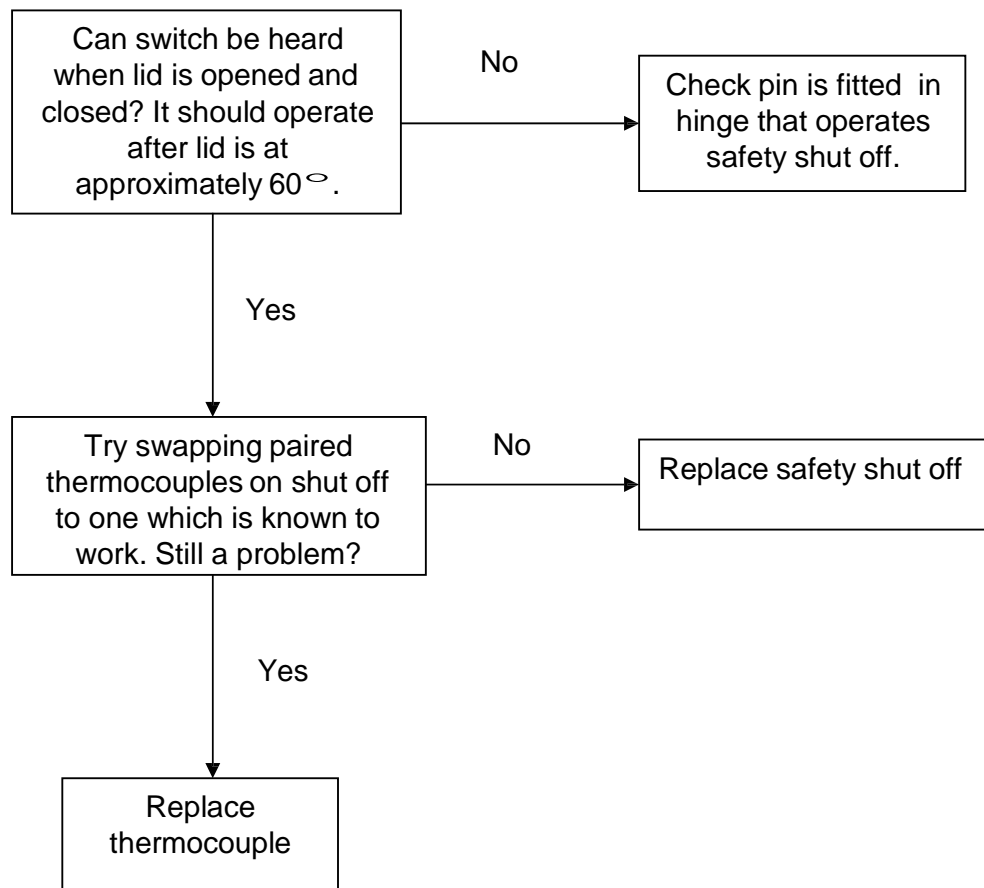 Can switch be heard
when lid is opened and
closed? It should operate
after lid is at
approximately 60°.
No
Check pin is fitted in
hinge that operates
safety shut off.
Yes
Try swapping paired
thermocouples on shut off
to one which is known to
work. Still a problem?
No
Replace safety shut off
Yes
Replace
thermocouple